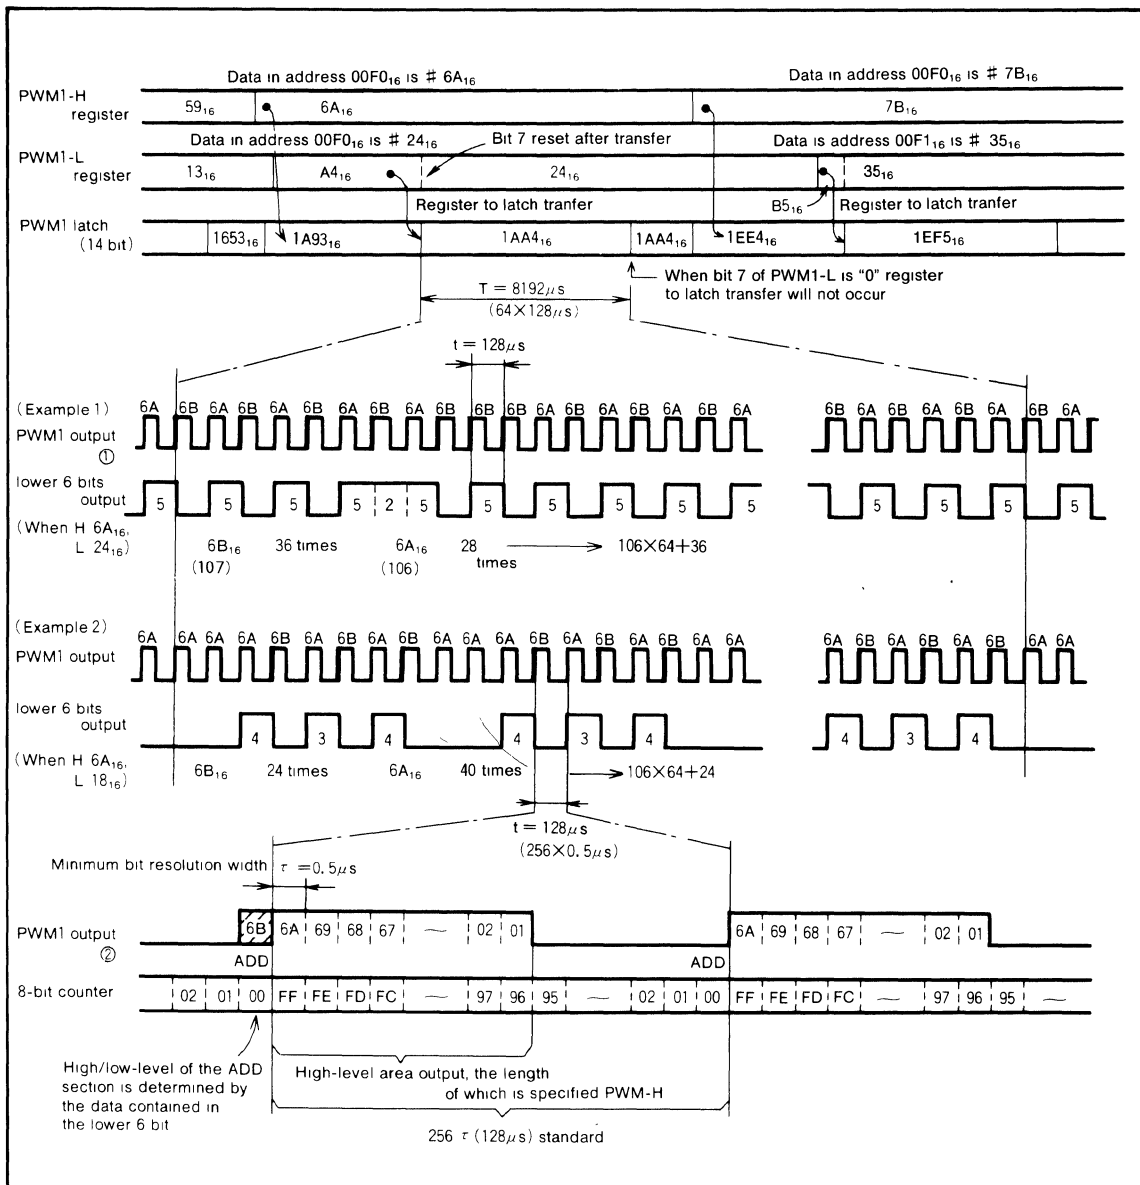 Data in address 00F0₁₆ is # 6A₁₆ Data in address 00F0₁₆ is # 7B₁₆
PWM1-H
register
59₁₆ 6A₁₆ 7B₁₆
Data in address 00F0₁₆ is # 24₁₆ Bit 7 reset after transfer Data is address 00F1₁₆ is # 35₁₆
PWM1-L
register
13₁₆ A4₁₆ 24₁₆ 35₁₆
B5₁₆
Register to latch tranfer Register to latch tranfer
PWM1 latch
(14 bit)
1653₁₆ 1A93₁₆ 1AA4₁₆ 1AA4₁₆ 1EE4₁₆ 1EF5₁₆
When bit 7 of PWM1-L is "0" register
to latch transfer will not occur
T = 8192μs
(64×128μs)
t = 128μs
(Example 1)
6A 6B 6A 6B 6A 6B 6A 6B 6A 6B 6B 6B 6A 6B 6A 6B 6A 6B 6A 6B 6A 6B 6A 6B 6A 6B 6A
PWM1 output
①
lower 6 bits
output
5 5 5 5 2 5 5 5 5 5 5 5 5 5 5
(When H 6A₁₆,
L 24₁₆)
6B₁₆ 36 times 6A₁₆ 28 106×64+36
(107) (106) times
(Example 2)
6A 6A 6A 6A 6B 6A 6B 6A 6B 6A 6A 6A 6B 6A 6B 6A 6B 6A 6A 6A 6B 6A 6B 6A 6B 6A 6A
PWM1 output
lower 6 bits
output
4 3 4 4 3 4 4 3 4
(When H 6A₁₆,
L 18₁₆)
6B₁₆ 24 times 6A₁₆ 40 times 106×64+24
t = 128μs
(256×0.5μs)
Minimum bit resolution width τ = 0.5μs
PWM1 output
②
6B 6A 69 68 67 ~ 02 01 6A 69 68 67 ~ 02 01
ADD ADD
8-bit counter
02 01 00 FF FE FD FC ~ 97 96 95 ~ 02 01 00 FF FE FD FC ~ 97 96 95 ~
High/low-level of the ADD
section is determined by
the data contained in
the lower 6 bit
High-level area output, the length
of which is specified PWM-H
256 τ (128μs) standard